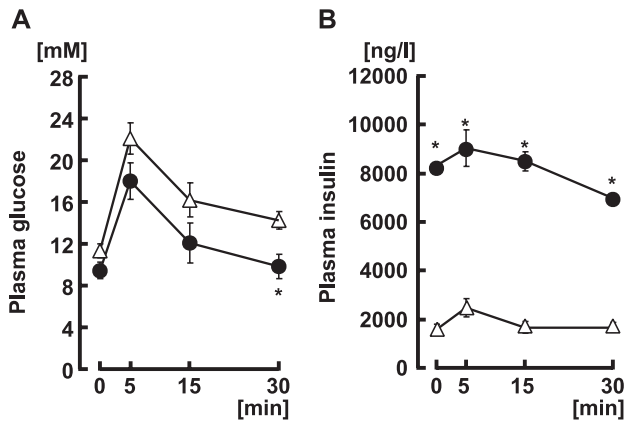 A
[mM]
Plasma glucose
28
24
20
16
12
8
4
0
*
0 5 15 30
[min]
B
[ng/l]
Plasma insulin
12000
10000
8000
6000
4000
2000
0
* * * *
0 5 15 30
[min]